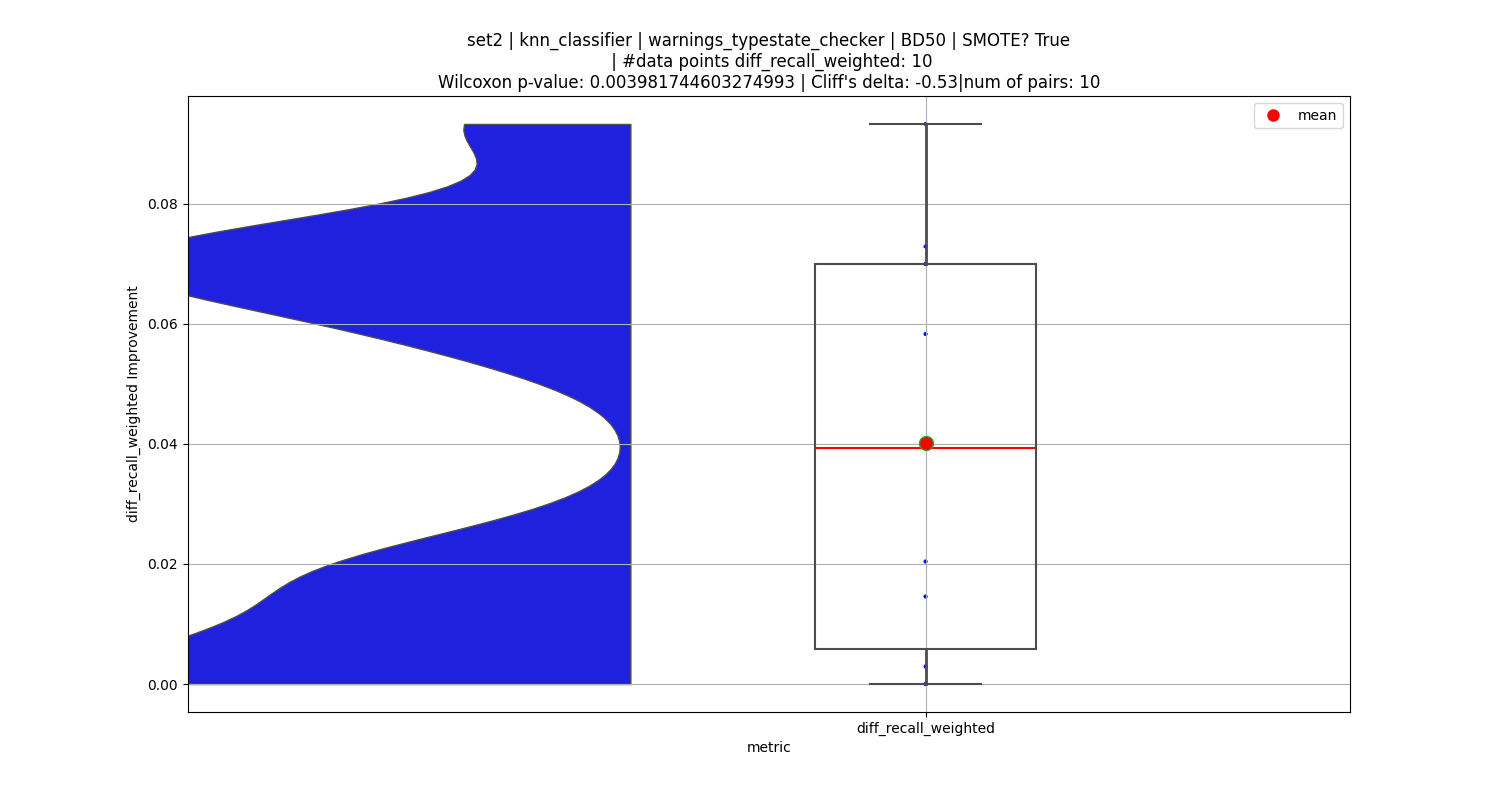 set2 | knn_classifier | warnings_typestate_checker | BD50 | SMOTE? True
| #data points diff_recall_weighted: 10
Wilcoxon p-value: 0.003981744603274993 | Cliff's delta: -0.53|num of pairs: 10
mean
0.08
0.06
0.04
0.02
0.00
diff_recall_weighted Improvement
diff_recall_weighted
metric